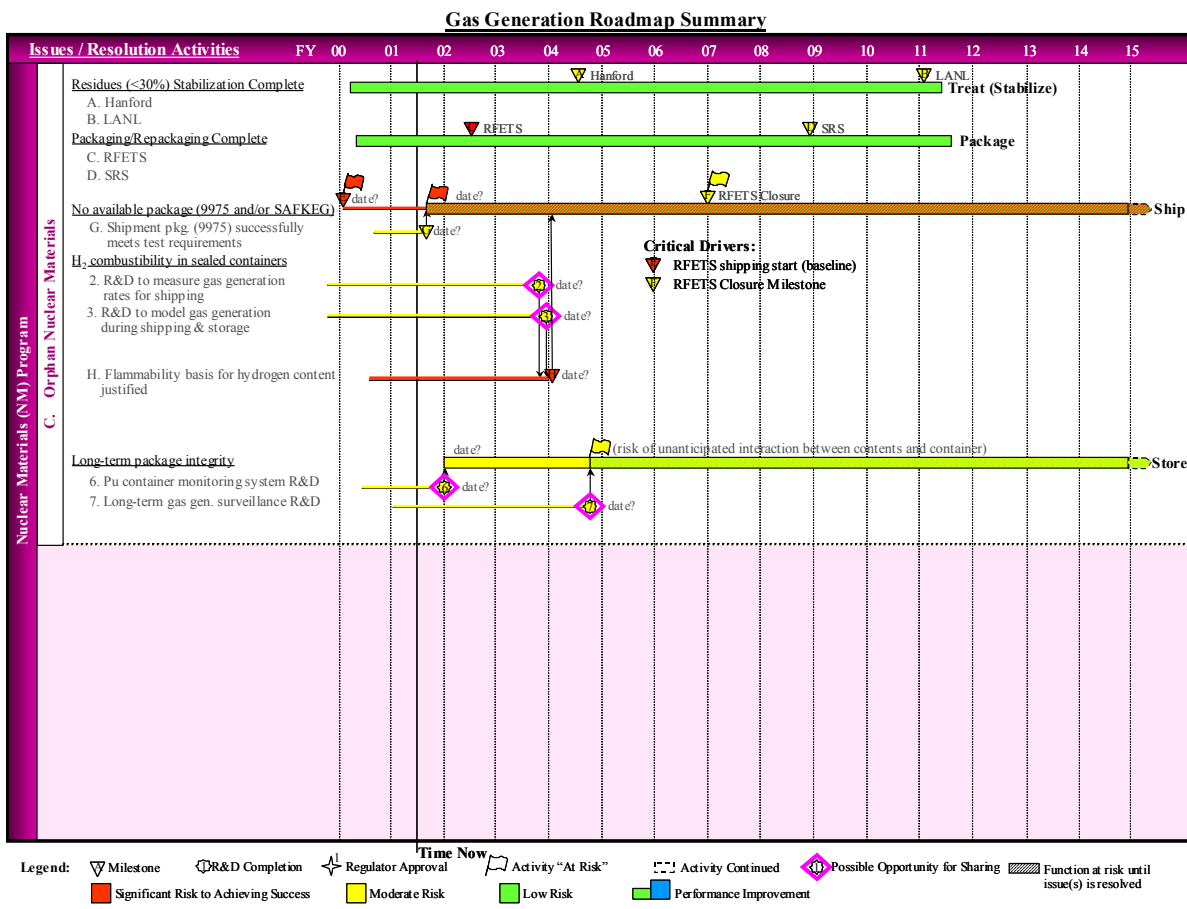 Gas Generation Roadmap Summary
Issues / Resolution Activities FY 00 01 02 03 04 05 06 07 08 09 10 11 12 13 14 15
Nuclear Materials (NM) Program
C. Orphan Nuclear Materials
A Hanford
B LANL
Residues (<30%) Stabilization Complete
Treat (Stabilize)
A. Hanford
B. LANL
RFETS
D SRS
Packaging/Repackaging Complete
Package
C. RFETS
D. SRS
date?
date?
F RFETS Closure
No available package (9975 and/or SAFKEG)
Ship
G. Shipment pkg. (9975) successfully
meets test requirements
G date?
Critical Drivers:
E RFETS shipping start (baseline)
F RFETS Closure Milestone
H2 combustibility in sealed containers
2. R&D to measure gas generation
rates for shipping
2 date?
3. R&D to model gas generation
during shipping & storage
3 date?
H. Flammability basis for hydrogen content
justified
H date?
date?
(risk of unanticipated interaction between contents and container)
Long-term package integrity
Store
6. Pu container monitoring system R&D
6 date?
7. Long-term gas gen. surveillance R&D
7 date?
Time Now
Legend:
A Milestone
1 R&D Completion
1 Regulator Approval
Activity “At Risk”
Activity Continued
1 Possible Opportunity for Sharing
Function at risk until
issue(s) is resolved
Significant Risk to Achieving Success
Moderate Risk
Low Risk
Performance Improvement